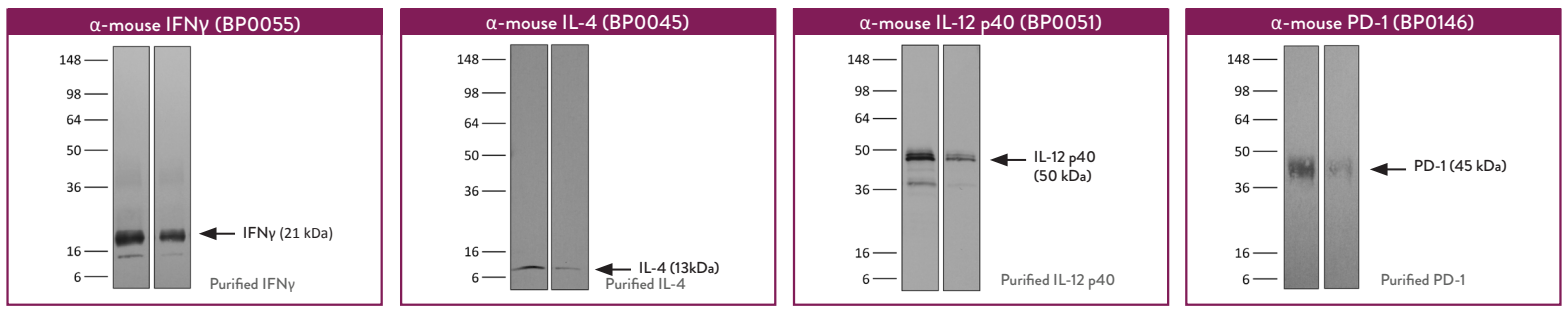 α-mouse IFNγ (BP0055)
148
98
64
50
36
16
6
IFNγ (21 kDa)
Purified IFNγ
α-mouse IL-4 (BP0045)
148
98
64
50
36
16
6
IL-4 (13kDa)
Purified IL-4
α-mouse IL-12 p40 (BP0051)
148
98
64
50
36
16
6
IL-12 p40
(50 kDa)
Purified IL-12 p40
α-mouse PD-1 (BP0146)
148
98
64
50
36
16
6
PD-1 (45 kDa)
Purified PD-1